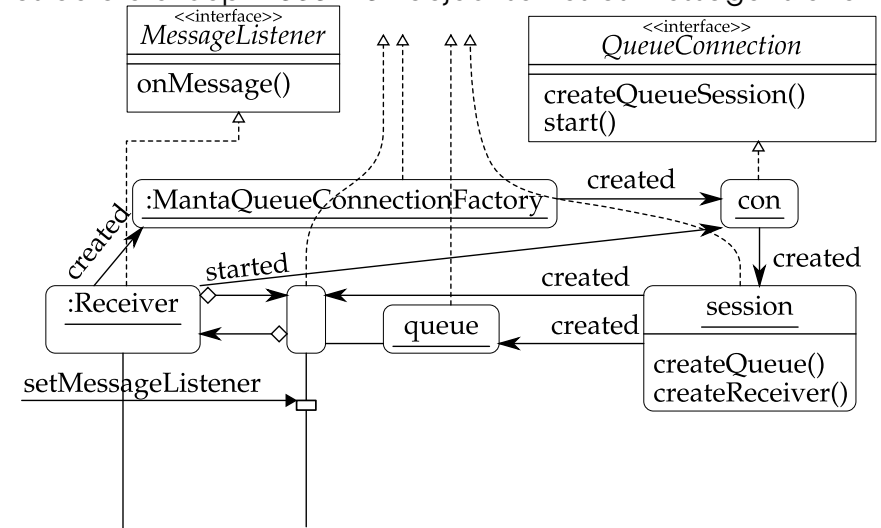 <<interface>>
MessageListener
onMessage()
<<interface>>
QueueConnection
createQueueSession()
start()
:MantaQueueConnectionFactory
created
con
created
started
created
:Receiver
created
session
queue
created
createQueue()
createReceiver()
setMessageListener